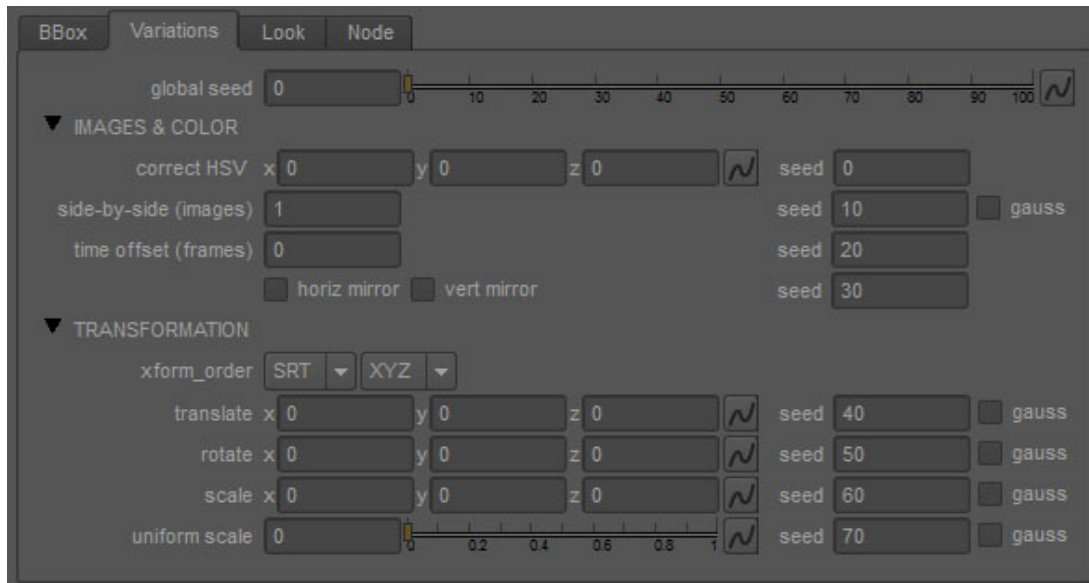 BBox Variations Look Node
global seed 0 0 10 20 30 40 50 60 70 80 90 100
IMAGES & COLOR
correct HSV x 0 y 0 z 0 seed 0
side-by-side (images) 1 seed 10 gauss
time offset (frames) 0 seed 20
horiz mirror vert mirror seed 30
TRANSFORMATION
xform_order SRT XYZ
translate x 0 y 0 z 0 seed 40 gauss
rotate x 0 y 0 z 0 seed 50 gauss
scale x 0 y 0 z 0 seed 60 gauss
uniform scale 0 0 0.2 0.4 0.6 0.8 1 seed 70 gauss